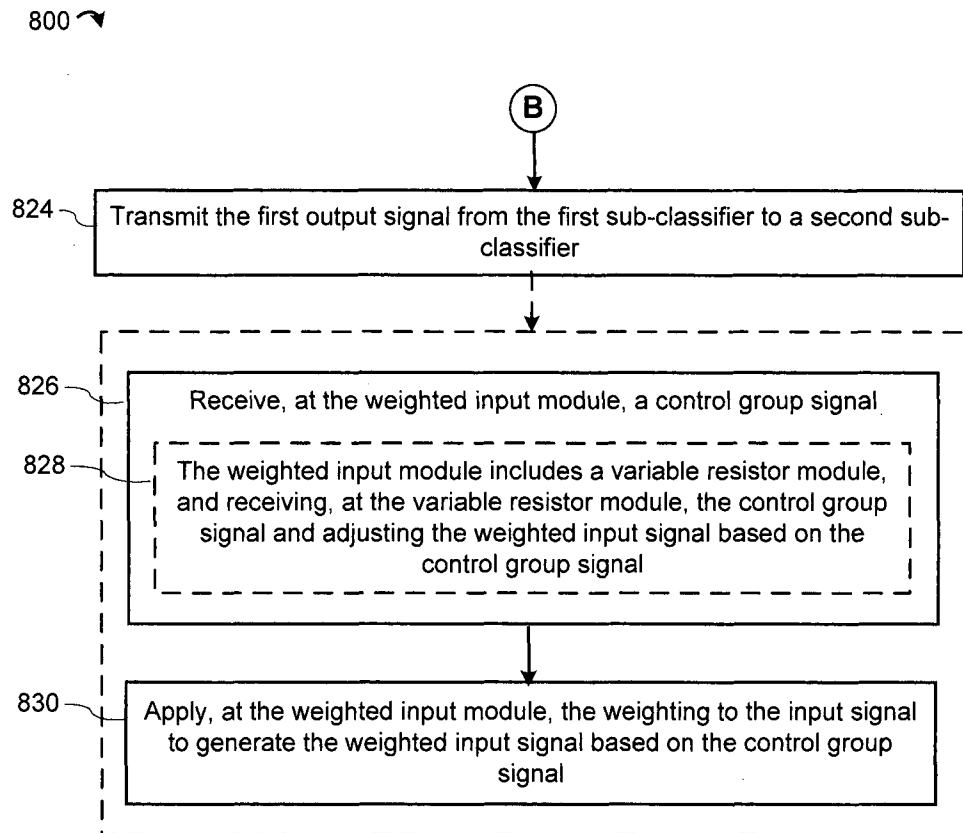 800
B
824
Transmit the first output signal from the first sub-classifier to a second sub-
classifier
826
Receive, at the weighted input module, a control group signal
828
The weighted input module includes a variable resistor module,
and receiving, at the variable resistor module, the control group
signal and adjusting the weighted input signal based on the
control group signal
830
Apply, at the weighted input module, the weighting to the input signal
to generate the weighted input signal based on the control group
signal